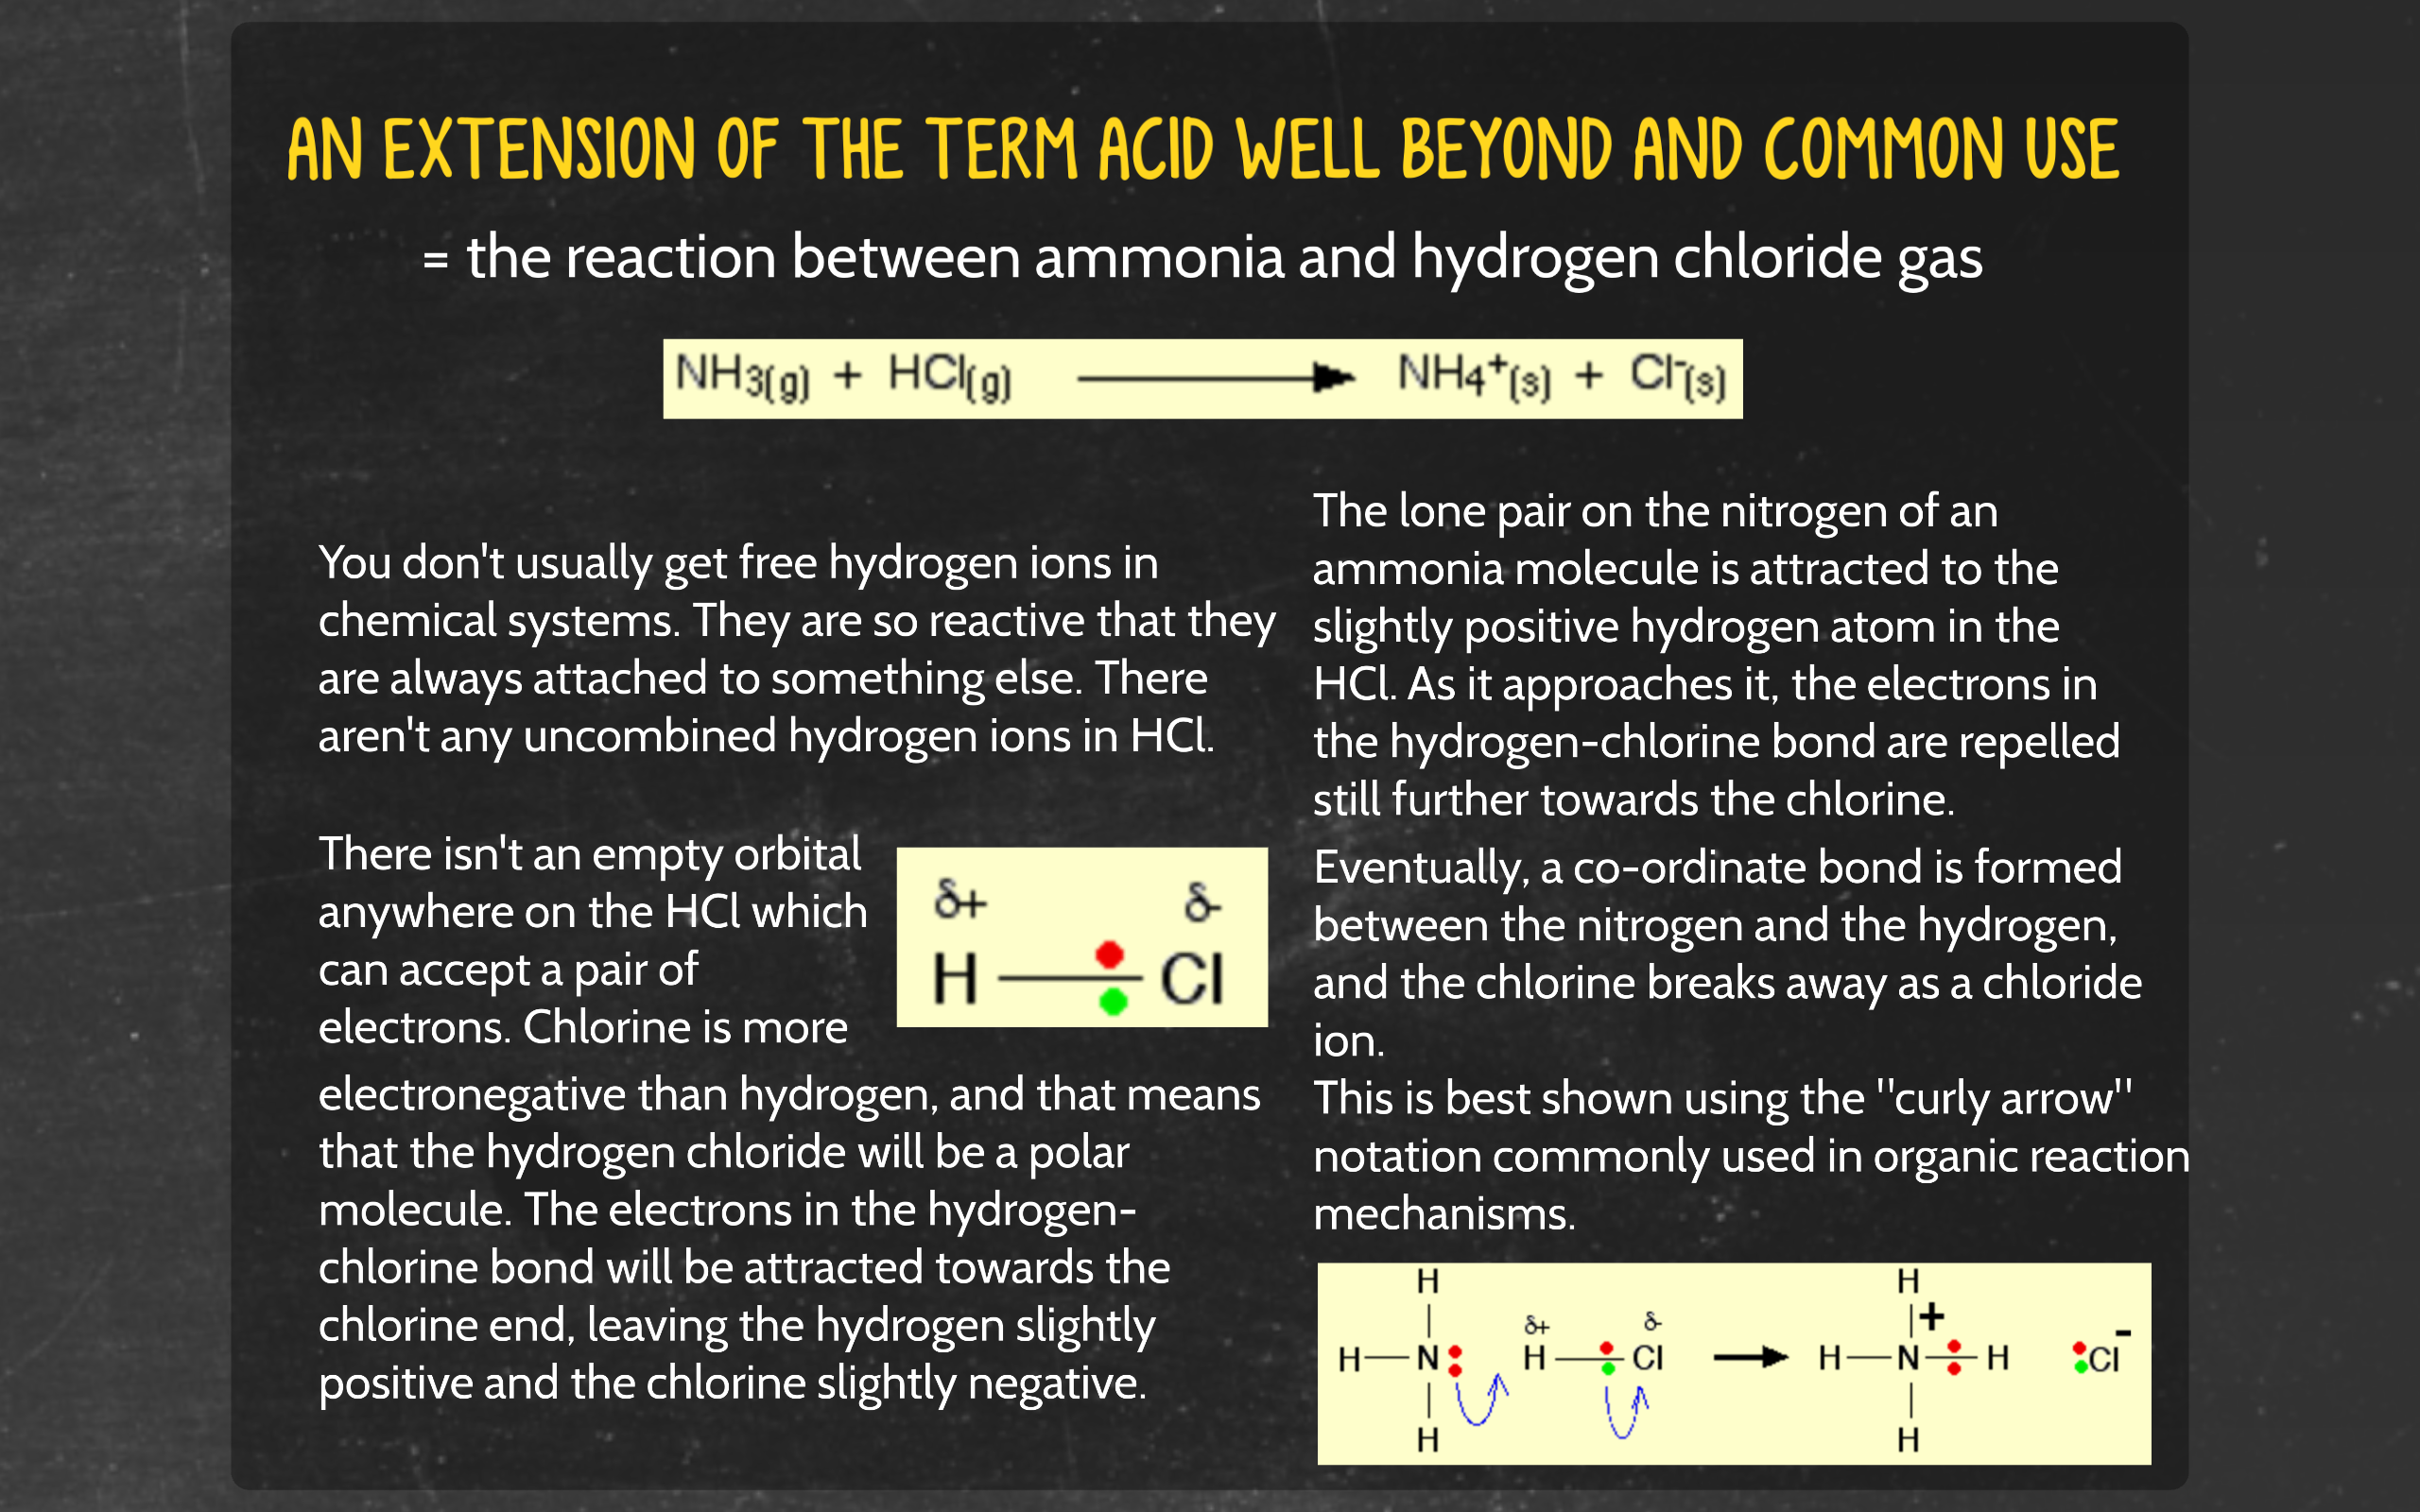 AN EXTENSION OF THE TERM ACID WELL BEYOND AND COMMON USE
= the reaction between ammonia and hydrogen chloride gas
NH3(g) + HCl(g) → NH4+(s) + Cl-(s)
You don't usually get free hydrogen ions in
chemical systems. They are so reactive that they
are always attached to something else. There
aren't any uncombined hydrogen ions in HCl.
There isn't an empty orbital
anywhere on the HCl which
can accept a pair of
electrons. Chlorine is more
electronegative than hydrogen, and that means
that the hydrogen chloride will be a polar
molecule. The electrons in the hydrogen-
chlorine bond will be attracted towards the
chlorine end, leaving the hydrogen slightly
positive and the chlorine slightly negative.
δ+ δ-
H Cl
The lone pair on the nitrogen of an
ammonia molecule is attracted to the
slightly positive hydrogen atom in the
HCl. As it approaches it, the electrons in
the hydrogen-chlorine bond are repelled
still further towards the chlorine.
Eventually, a co-ordinate bond is formed
between the nitrogen and the hydrogen,
and the chlorine breaks away as a chloride
ion.
This is best shown using the "curly arrow"
notation commonly used in organic reaction
mechanisms.
H H
δ+ δ- +
H N H Cl → H N H Cl -
H H